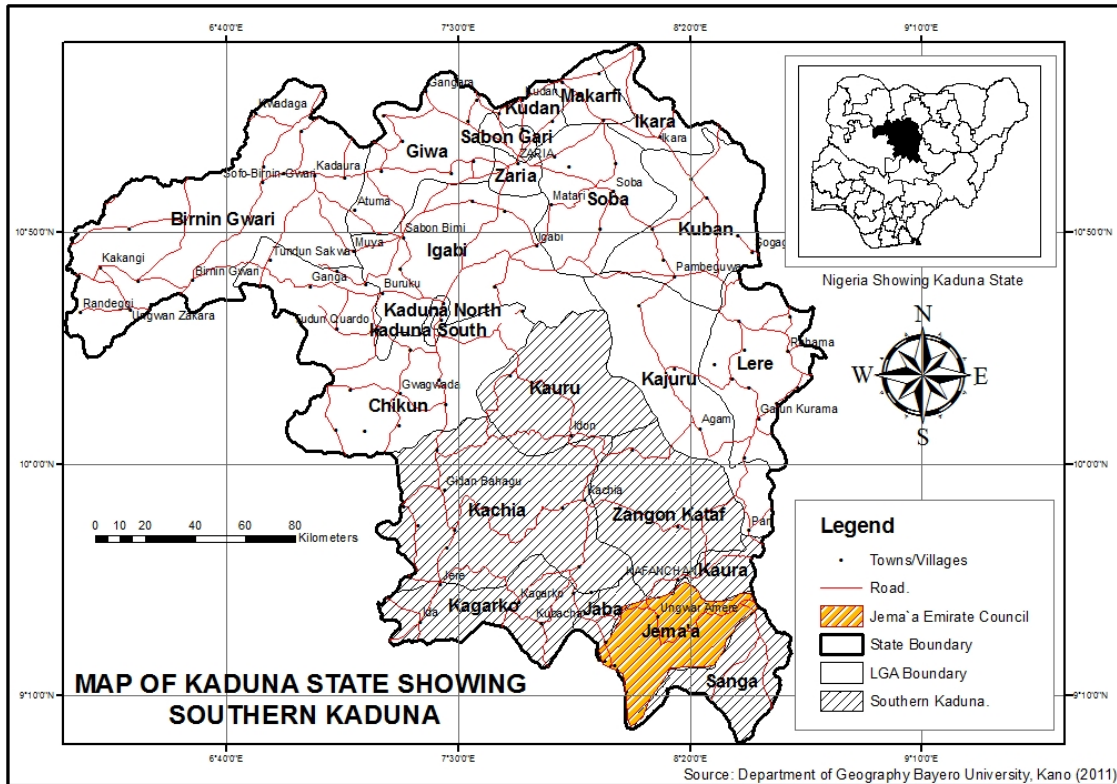 6°40'0"E
7°30'0"E
8°20'0"E
9°10'0"E
Gangara
Kwadaga
Kudan
Kudan
Makarfi
Ikara
Ikara
Sabon Gari
Giwa
ZARIA
Zaria
Sofo-Birnin-Gwari
Kadaura
Soba
Soba
Matari
Atuma
Birnin Gwari
Sabon Birni
Kuban
10°50'0"N
10°50'0"N
Muya
Igabi
Igabi
Tundun Sakwa
Kakangi
Birnin Gwari
Ganga
Buruku
Pambeguwa
Nigeria Showing Kaduna State
Randeggi
Ungwan Zakara
Kaduna North
Tudun Quardo
kaduna South
N
W
E
S
Rahama
Lere
Kauru
Kajuru
Gwagwada
Chikun
Garun Kurama
Agam
Idon
10°0'0"N
10°0'0"N
Gidan Bahagu
Kachia
Kachia
Zangon Kataf
0 10 20 40 60 80
Kilometers
Legend
Towns/Villages
Road.
Jema`a Emirate Council
State Boundary
LGA Boundary
Southern Kaduna.
KAFANCHAN
Kaura
Jere
Kagarko
Kagarko
Ida
Kubacha
Jaba
Ungwar Amere
Jema'a
Sanga
MAP OF KADUNA STATE SHOWING
SOUTHERN KADUNA
9°10'0"N
9°10'0"N
6°40'0"E
7°30'0"E
8°20'0"E
9°10'0"E
Source: Department of Geography Bayero University, Kano (2011)